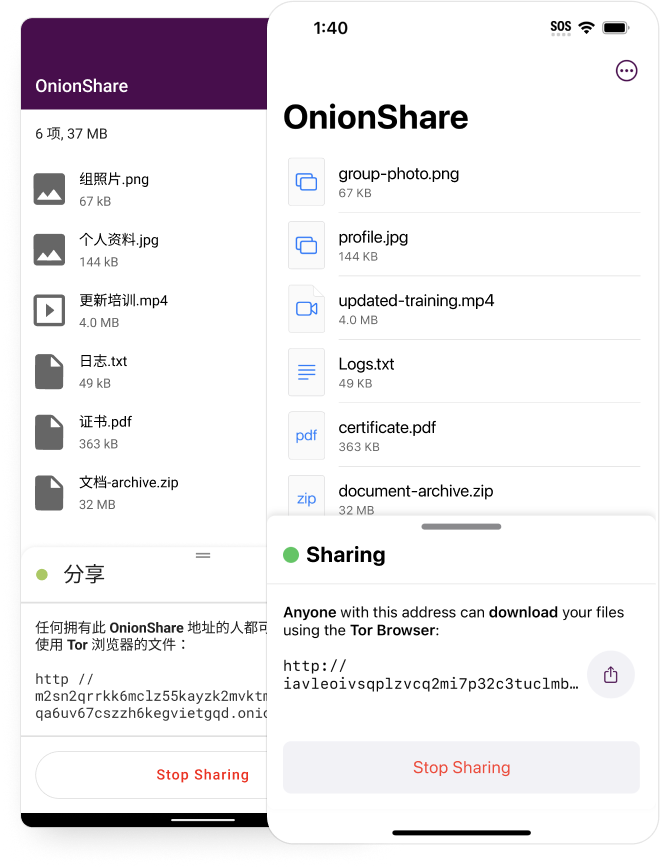 OnionShare
6 项, 37 MB
组照片.png
67 kB
个人资料.jpg
144 kB
更新培训.mp4
4.0 MB
日志.txt
49 kB
证书.pdf
363 kB
文档-archive.zip
32 MB
分享
任何拥有此 OnionShare 地址的人都可
使用 Tor 浏览器的文件：
http //
m2sn2qrrkk6mclz55kayzk2mvktm
qa6uv67cszzh6kegvietgqd.onic
Stop Sharing
1:40
SOS
OnionShare
group-photo.png
67 KB
profile.jpg
144 KB
updated-training.mp4
4.0 MB
Logs.txt
49 KB
pdf
certificate.pdf
363 KB
zip
document-archive.zip
32 MB
Sharing
Anyone with this address can download your files
using the Tor Browser:
http://
iavleoivsqplzvcq2mi7p32c3tuclmb…
Stop Sharing